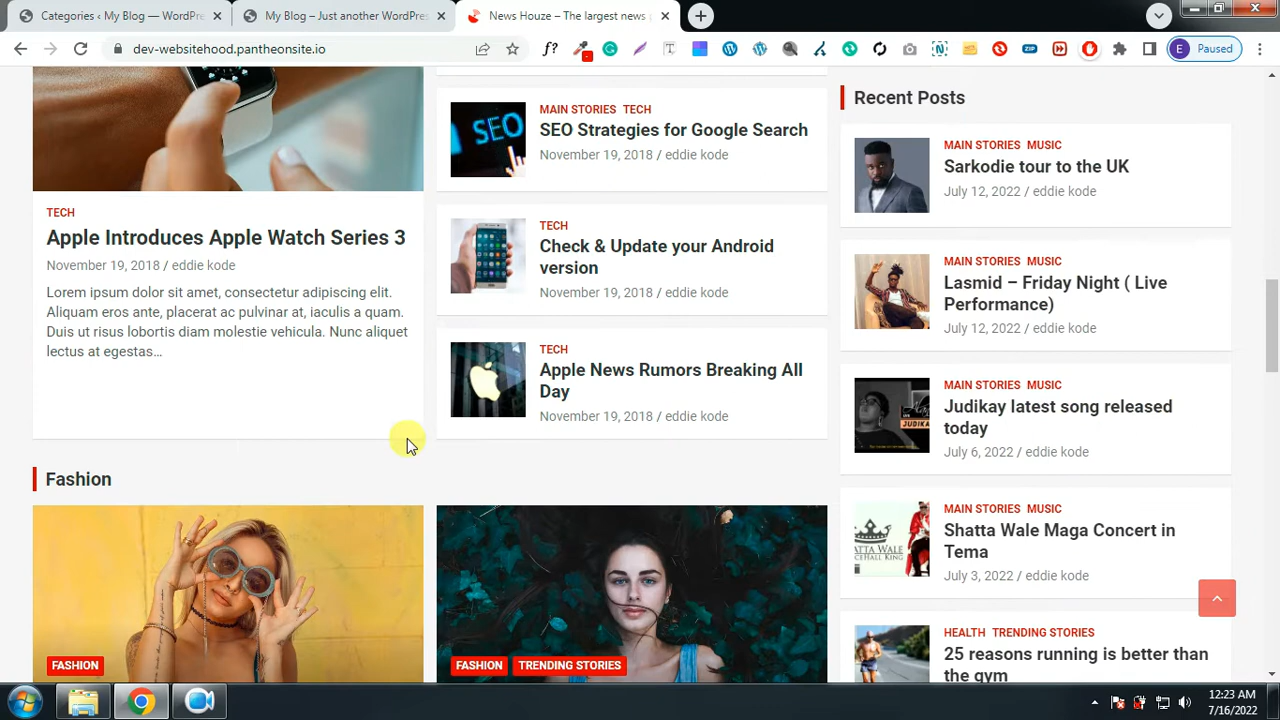 Categories ‹ My Blog — WordPre
My Blog – Just another WordPres
News Houze – The largest news
dev-websitehood.pantheonsite.io
f?
ZIP
E Paused
TECH
Apple Introduces Apple Watch Series 3
November 19, 2018 / eddie kode
Lorem ipsum dolor sit amet, consectetur adipiscing elit.
Aliquam eros ante, placerat ac pulvinar at, iaculis a quam.
Duis ut risus lobortis diam molestie vehicula. Nunc aliquet
lectus at egestas…
SEO
MAIN STORIES TECH
SEO Strategies for Google Search
November 19, 2018 / eddie kode
TECH
Check & Update your Android
version
November 19, 2018 / eddie kode
TECH
Apple News Rumors Breaking All
Day
November 19, 2018 / eddie kode
Recent Posts
MAIN STORIES MUSIC
Sarkodie tour to the UK
July 12, 2022 / eddie kode
MAIN STORIES MUSIC
Lasmid – Friday Night ( Live
Performance)
July 12, 2022 / eddie kode
JUDIKA
MAIN STORIES MUSIC
Judikay latest song released
today
July 6, 2022 / eddie kode
HATTA WALE
MAIN STORIES MUSIC
Shatta Wale Maga Concert in
Tema
July 3, 2022 / eddie kode
HEALTH TRENDING STORIES
25 reasons running is better than
the gym
Fashion
FASHION
FASHION TRENDING STORIES
12:23 AM
7/16/2022